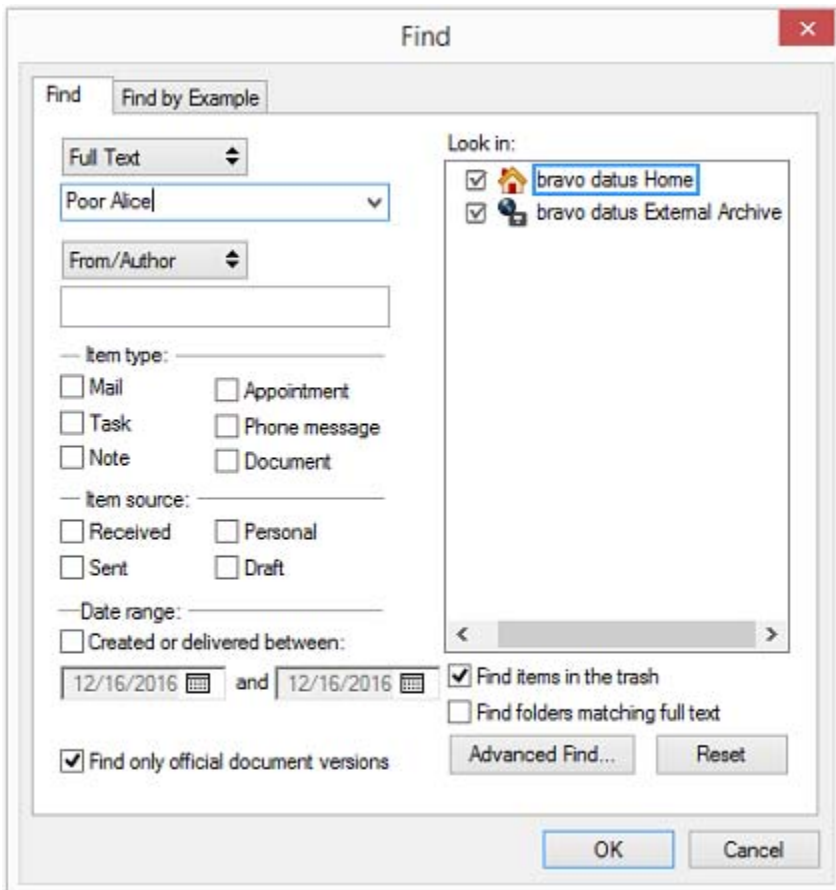 Find
Find
Find by Example
Full Text
Poor Alice
From/Author
Item type:
Mail
Appointment
Task
Phone message
Note
Document
Item source:
Received
Personal
Sent
Draft
Date range:
Created or delivered between:
12/16/2016 and 12/16/2016
Find only official document versions
Look in:
bravo datus Home
bravo datus External Archive
Find items in the trash
Find folders matching full text
Advanced Find...
Reset
OK
Cancel